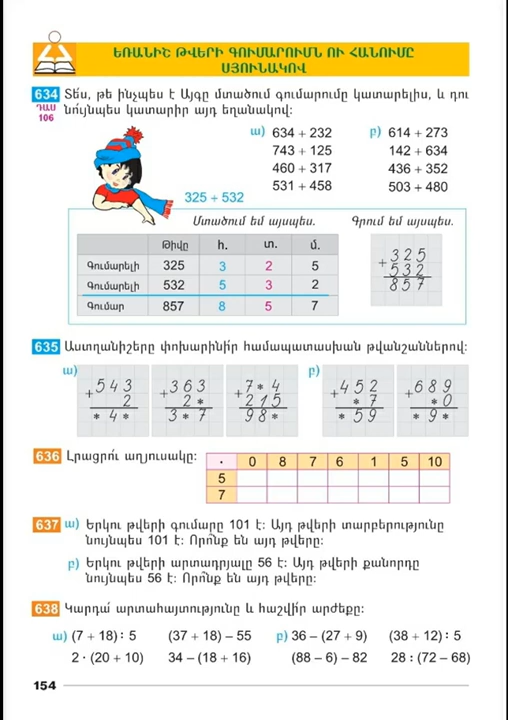 ԵՌԱՆԻՇ ԹՎԵՐԻ ԳՈՒՄԱՐՈՒՄՆ ՈՒ ՀԱՆՈՒՄԸ
ՍՅՈՒՆԱԿՈՎ
634 Տե՛ս, թե ինչպես է Այգը մտածում գումարումը կատարելիս, և դու
ԴԱՍ 106 նույնպես կատարիր այդ եղանակով:
ա) 634 + 232 բ) 614 + 273
743 + 125 142 + 634
460 + 317 436 + 352
531 + 458 503 + 480
325 + 532
Մտածում եմ այսպես. Գրում եմ այսպես.
Թիվը հ. տ. մ.
Գումարելի 325 3 2 5
Գումարելի 532 5 3 2
Գումար 857 8 5 7
+ 325
532
857
635 Աստղանիշերը փոխարինի՛ր համապատասխան թվանշաններով:
ա) բ)
+ 543 + 363 + 7*4 + 452 + 689
2 2* 215 *7 *0
*4* 3*7 98* *59 *9*
636 Լրացրո՛ւ աղյուսակը:
· 0 8 7 6 1 5 10
5
7
637 ա) Երկու թվերի գումարը 101 է: Այդ թվերի տարբերությունը
նույնպես 101 է: Որո՞նք են այդ թվերը:
բ) Երկու թվերի արտադրյալը 56 է: Այդ թվերի քանորդը
նույնպես 56 է: Որո՞նք են այդ թվերը:
638 Կարդա՛ արտահայտությունը և հաշվի՛ր արժեքը:
ա) (7 + 18) : 5 (37 + 18) – 55 բ) 36 – (27 + 9) (38 + 12) : 5
2 · (20 + 10) 34 – (18 + 16) (88 – 6) – 82 28 : (72 – 68)
154